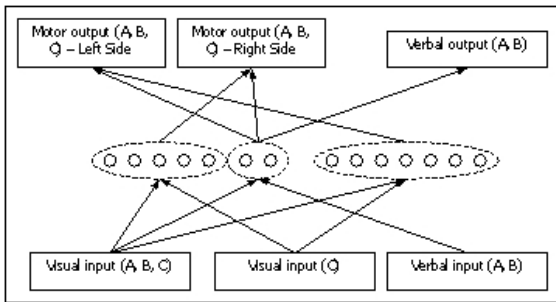 Motor output (A, B,
C) – Left Side
Motor output (A, B,
C) – Right Side
Verbal output (A, B)
Visual input (A, B, C)
Visual input (C)
Verbal input (A, B)